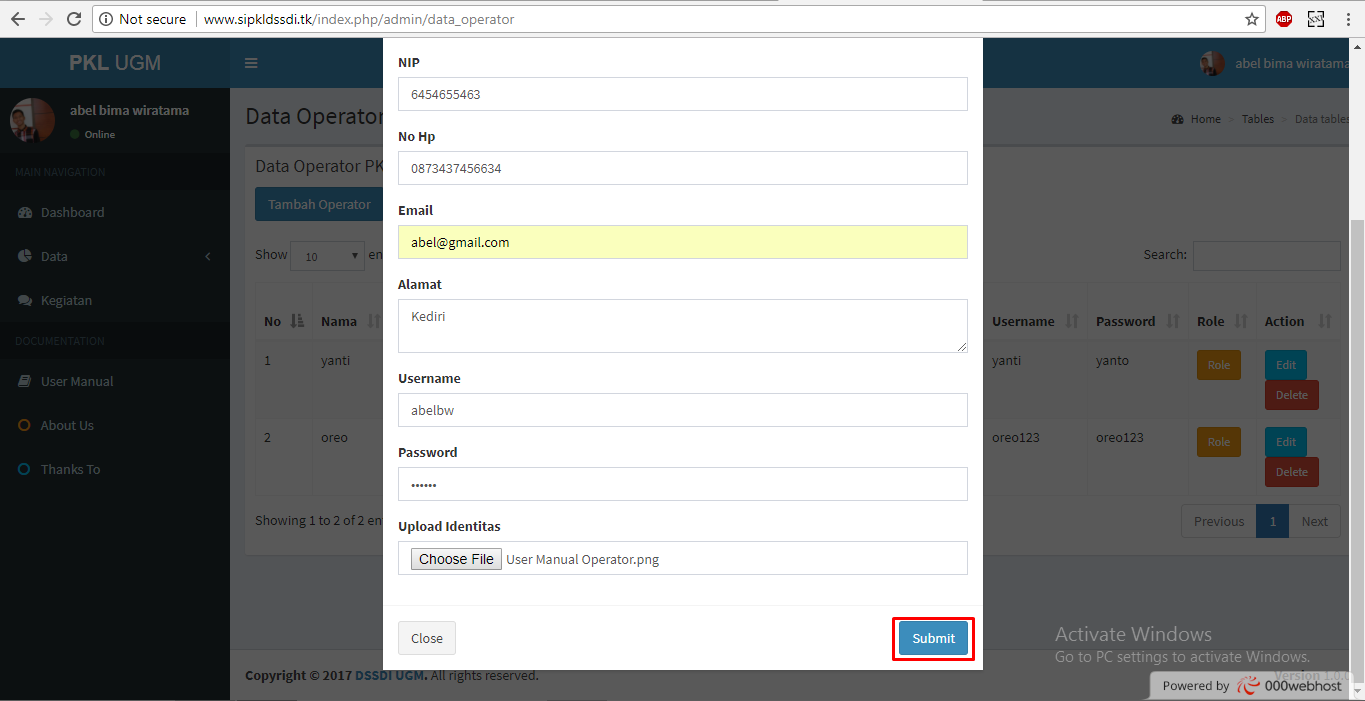 Not secure | www.sipkldssdi.tk/index.php/admin/data_operator
ABP
PKL UGM
abel bima wiratama
abel bima wiratama
Online
MAIN NAVIGATION
Dashboard
Data
Kegiatan
DOCUMENTATION
User Manual
About Us
Thanks To
Data Operator
Home > Tables > Data tables
Data Operator PK
Tambah Operator
Show 10 en
Search:
No Nama Username Password Role Action
1 yanti yanti yanto Role Edit
Delete
2 oreo oreo123 oreo123 Role Edit
Delete
Showing 1 to 2 of 2 en
Previous 1 Next
NIP
6454655463
No Hp
0873437456634
Email
abel@gmail.com
Alamat
Kediri
Username
abelbw
Password
••••••
Upload Identitas
Choose File User Manual Operator.png
Close Submit
Activate Windows
Go to PC settings to activate Windows.
Copyright © 2017 DSSDI UGM. All rights reserved.
Version 1.0.
Powered by 000webhost